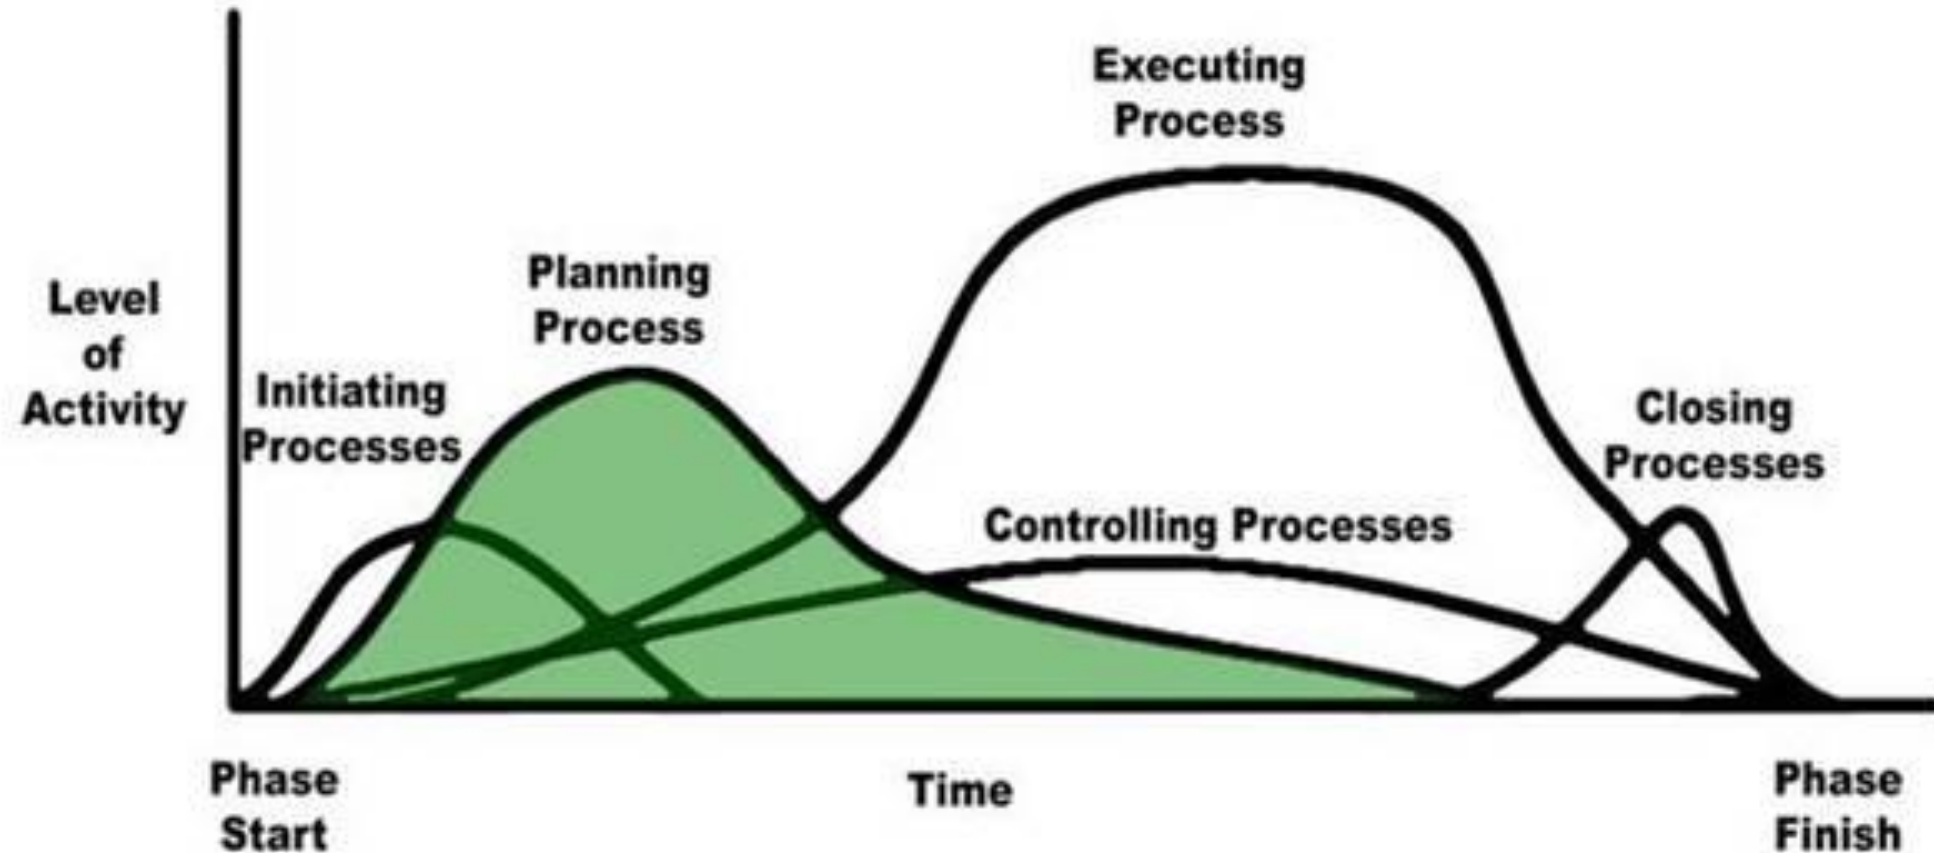 Executing
Process
Planning
Process
Level
of
Activity
Initiating
Processes
Closing
Processes
Controlling Processes
Phase
Start
Time
Phase
Finish